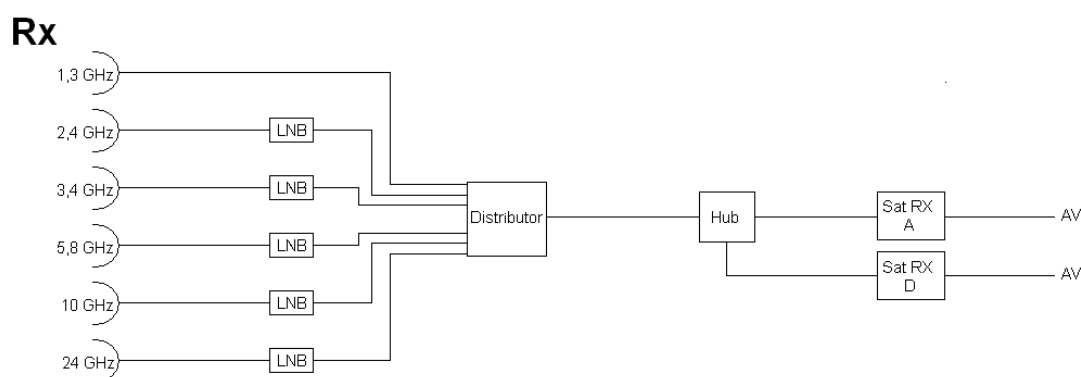 Rx
1,3 GHz
2,4 GHz
LNB
3,4 GHz
LNB
5,8 GHz
LNB
10 GHz
LNB
24 GHz
LNB
Distributor
Hub
Sat RX
A
AV
Sat RX
D
AV